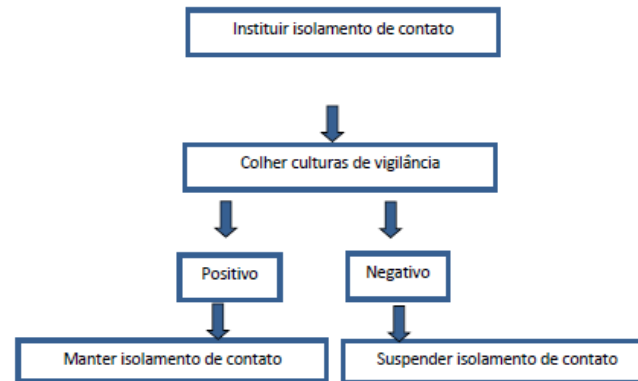 Instituir isolamento de contato
Colher culturas de vigilância
Positivo
Negativo
Manter isolamento de contato
Suspender isolamento de contato